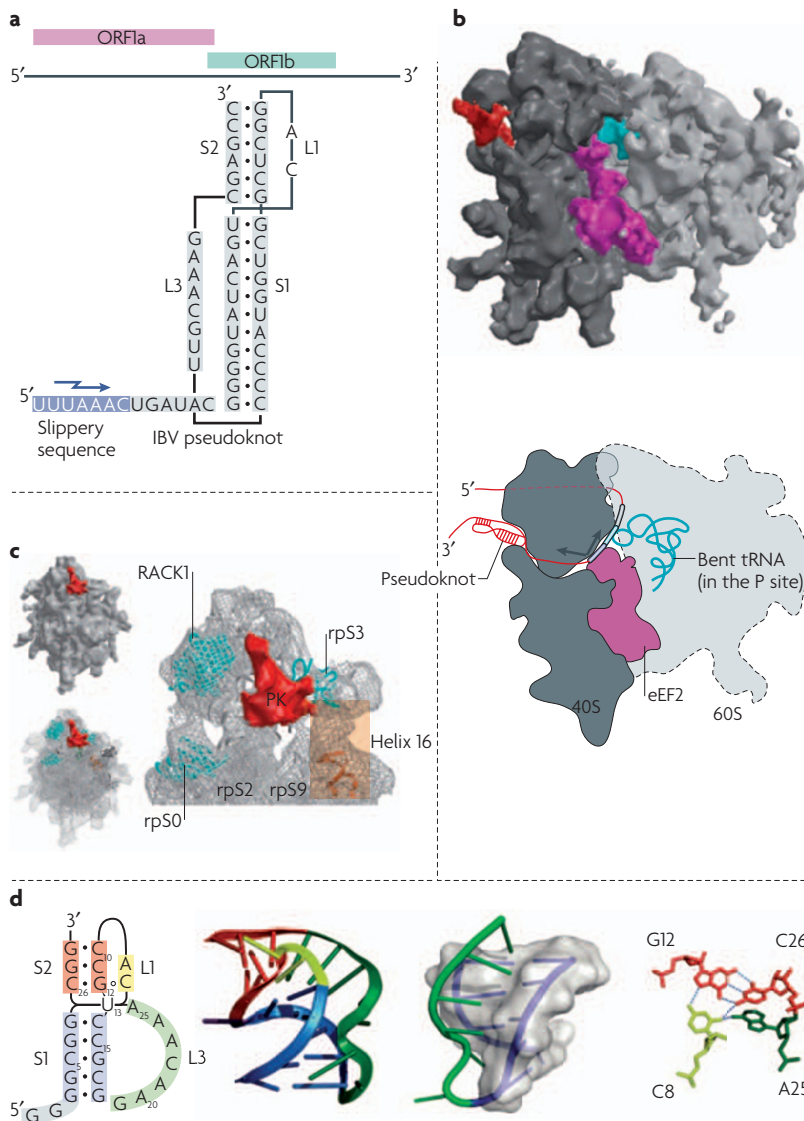 a
ORF1a
ORF1b
5′ 3′
3′
C • G
C • G
G • C
A • U
G • C
C • G
S2
A
C
L1
U • G
G • C
A • U
C • G
U • G
A • U
U • A
G • C
G • C
G • C
G • C
S1
G
A
A
A
C
G
U
U
L3
5′ UUUAAACUGAUAC
Slippery
sequence
IBV pseudoknot
b
5′
3′
Pseudoknot
Bent tRNA
(in the P site)
eEF2
40S
60S
c
RACK1
rpS3
PK
Helix 16
rpS2
rpS9
rpS0
d
3′
S2
G • C 10
G • C
C • G
26 12
A
C
L1
U 13
S1
G • C
G • C 15
C • G
5
G • C
C • G
5′ G G
A 25
A
A
C
A
A
A 20
G
L3
G12
C26
C8
A25